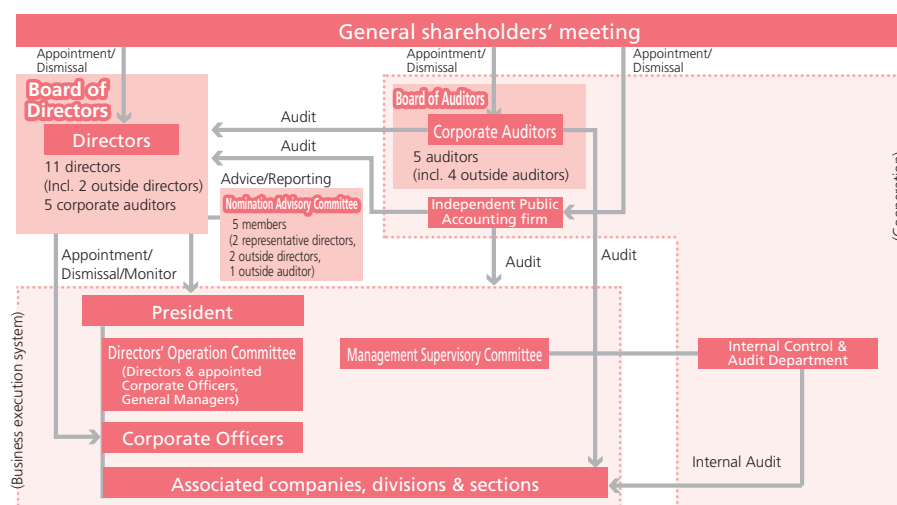 General shareholders' meeting
Appointment/
Dismissal
Appointment/
Dismissal
Appointment/
Dismissal
Board of
Directors
Directors
11 directors
(Incl. 2 outside directors)
5 corporate auditors
Audit
Audit
Board of Auditors
Corporate Auditors
5 auditors
(incl. 4 outside auditors)
Independent Public
Accounting firm
Advice/Reporting
Nomination Advisory Committee
5 members
(2 representative directors,
2 outside directors,
1 outside auditor)
Appointment/
Dismissal/Monitor
Audit
Audit
(Cooperation)
(Business execution system)
President
Directors' Operation Committee
(Directors & appointed
Corporate Officers,
General Managers)
Management Supervisory Committee
Internal Control &
Audit Department
Corporate Officers
Internal Audit
Associated companies, divisions & sections